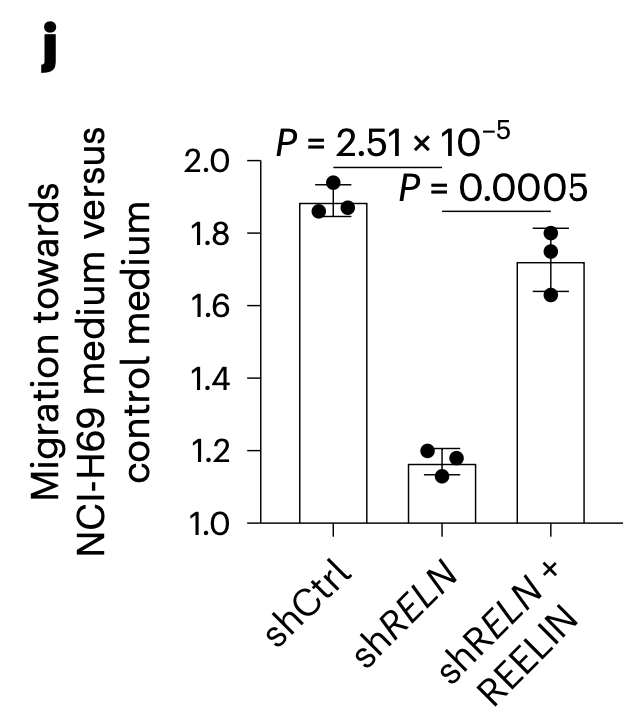 j
Migration towards
NCI-H69 medium versus
control medium
P = 2.51 × 10⁻⁵
P = 0.0005
2.0
1.8
1.6
1.4
1.2
1.0
shCtrl
shRELN
shRELN +
REELIN